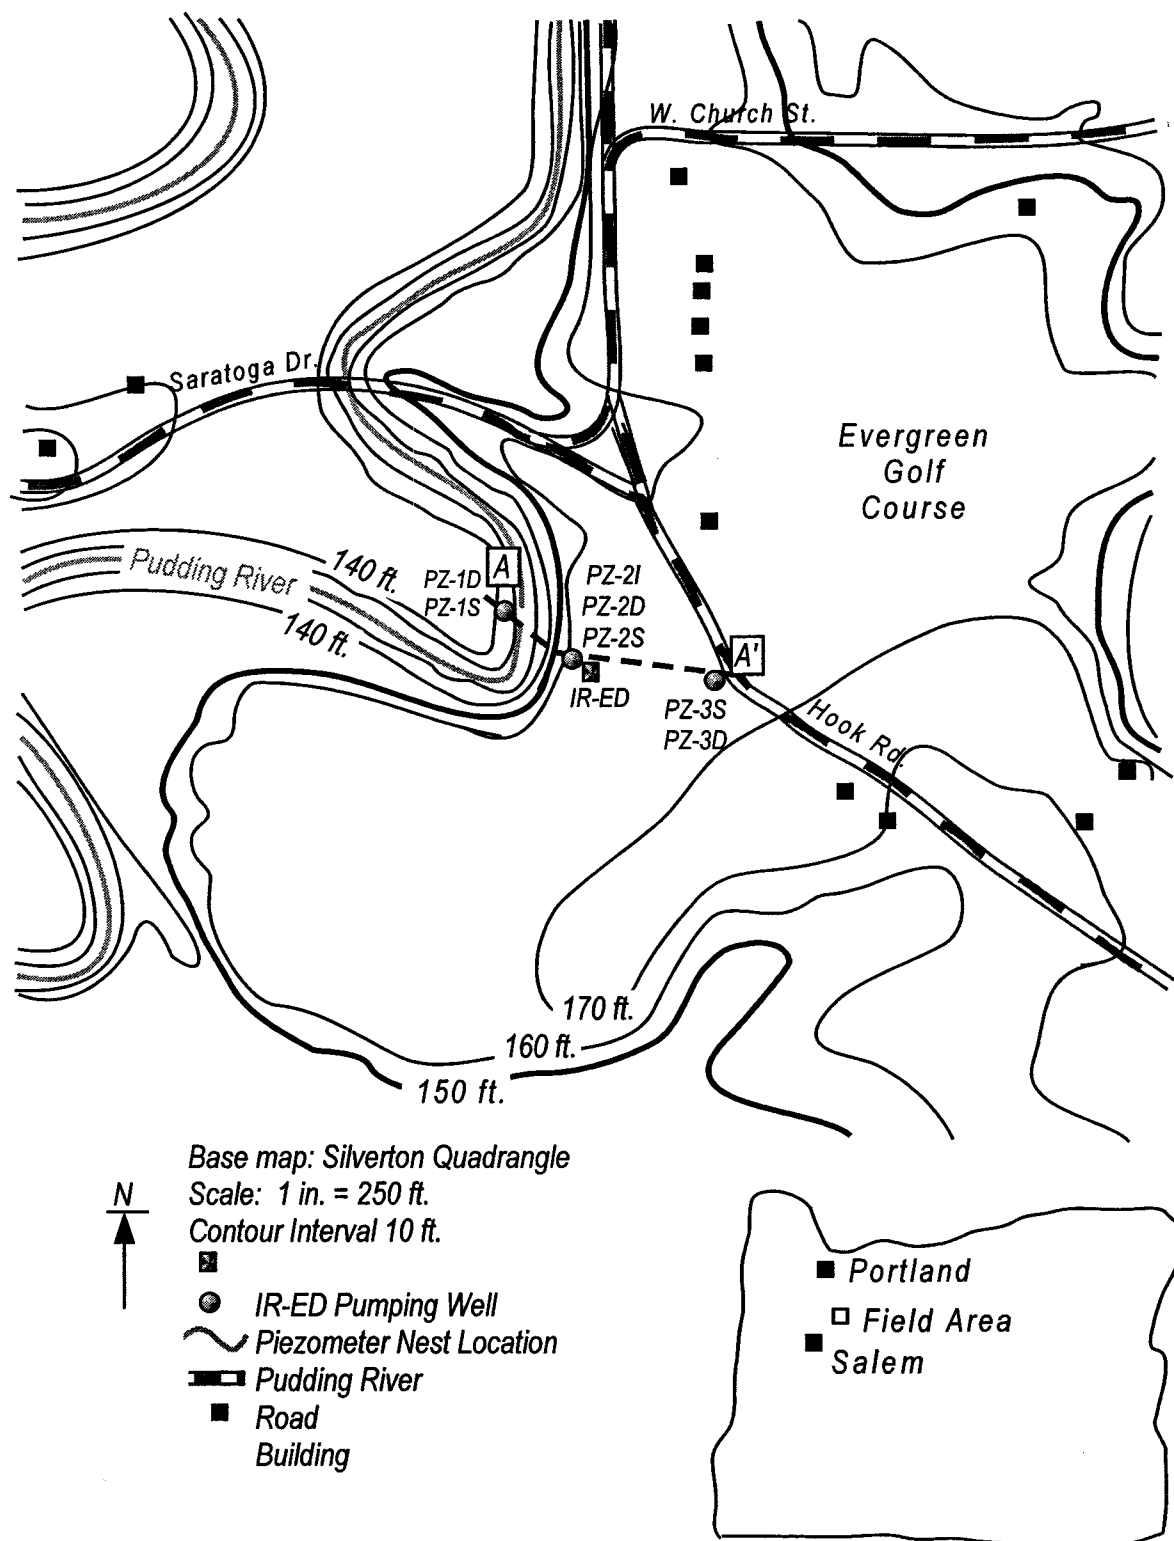 W. Church St.
Saratoga Dr.
Evergreen
Golf
Course
Pudding River
140 ft.
140 ft.
A
PZ-1D
PZ-1S
PZ-2I
PZ-2D
PZ-2S
IR-ED
A'
PZ-3S
PZ-3D
Hook Rd.
170 ft.
160 ft.
150 ft.
Base map: Silverton Quadrangle
Scale: 1 in. = 250 ft.
Contour Interval 10 ft.
N
IR-ED Pumping Well
Piezometer Nest Location
Pudding River
Road
Building
Portland
Field Area
Salem